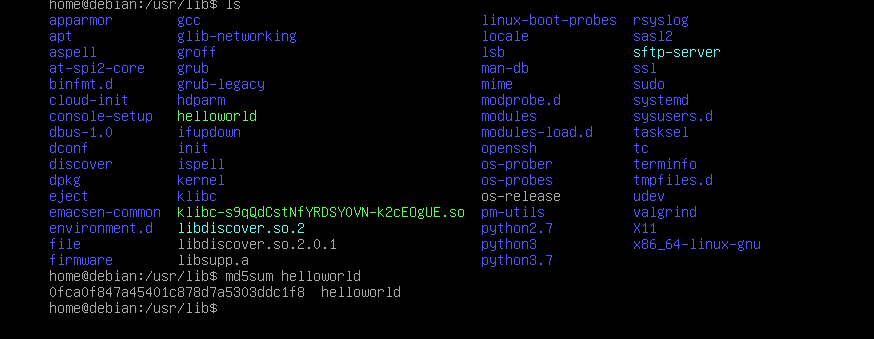 home@debian:/usr/lib$ ls
apparmor gcc linux-boot-probes rsyslog
apt glib-networking locale sasl2
aspell groff lsb sftp-server
at-spi2-core grub man-db ssl
binfmt.d grub-legacy mime sudo
cloud-init hdparm modprobe.d systemd
console-setup helloworld modules sysusers.d
dbus-1.0 ifupdown modules-load.d tasksel
dconf init openssh tc
discover ispell os-prober terminfo
dpkg kernel os-probes tmpfiles.d
eject klibc os-release udev
emacsen-common klibc-s9qQdCstNfYRDSYOVN-k2cEOgUE.so pm-utils valgrind
environment.d libdiscover.so.2 python2.7 X11
file libdiscover.so.2.0.1 python3 x86_64-linux-gnu
firmware libsupp.a python3.7
home@debian:/usr/lib$ md5sum helloworld
0fca0f847a45401c878d7a5303ddc1f8  helloworld
home@debian:/usr/lib$